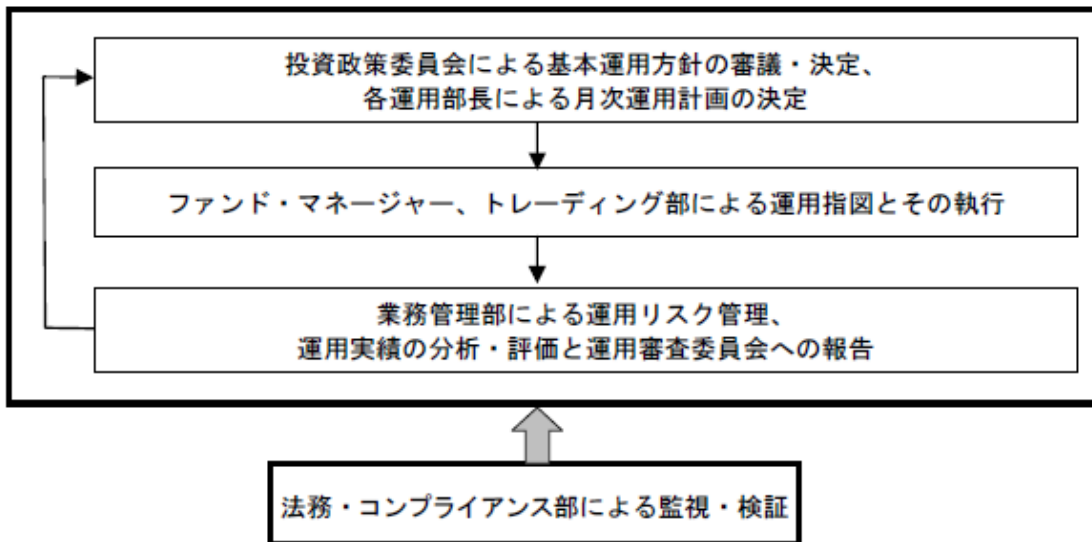 投資政策委員会による基本運用方針の審議・決定、
各運用部長による月次運用計画の決定
ファンド・マネージャー、トレーディング部による運用指図とその執行
業務管理部による運用リスク管理、
運用実績の分析・評価と運用審査委員会への報告
法務・コンプライアンス部による監視・検証